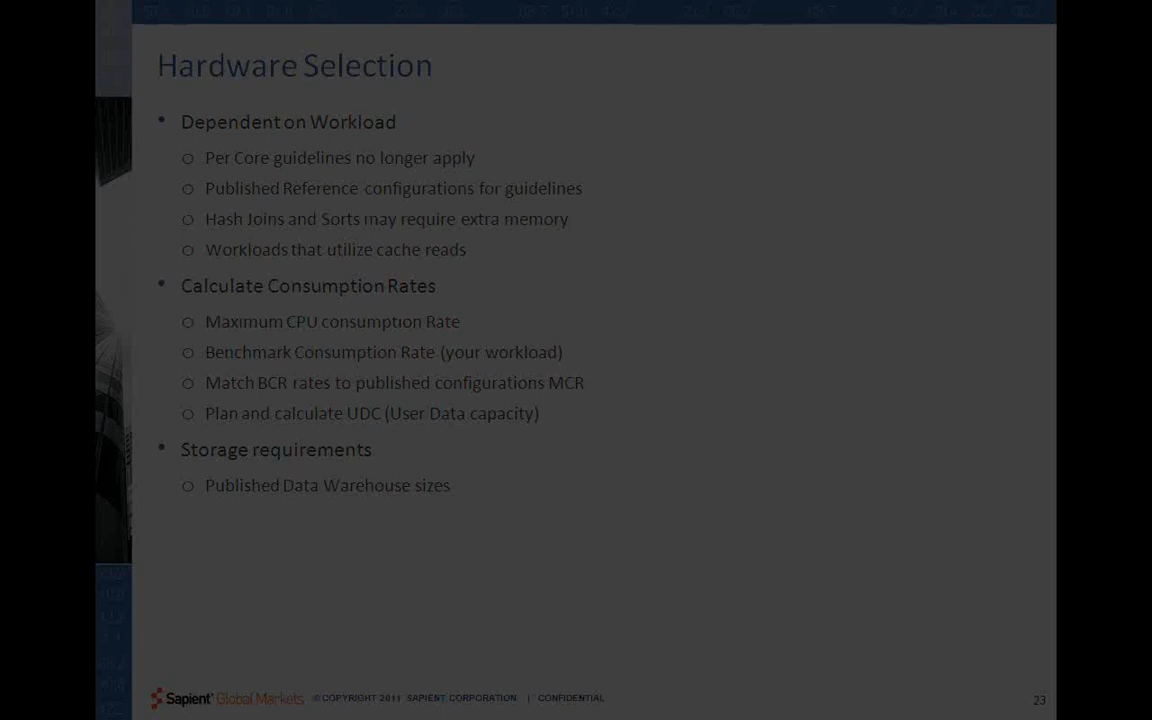 Hardware Selection
• Dependent on Workload
o Per Core guidelines no longer apply
o Published Reference configurations for guidelines
o Hash Joins and Sorts may require extra memory
o Workloads that utilize cache reads
• Calculate Consumption Rates
o Maximum CPU consumption Rate
o Benchmark Consumption Rate (your workload)
o Match BCR rates to published configurations MCR
o Plan and calculate UDC (User Data capacity)
• Storage requirements
o Published Data Warehouse sizes
Sapient Global Markets © COPYRIGHT 2011 SAPIENT CORPORATION | CONFIDENTIAL
23